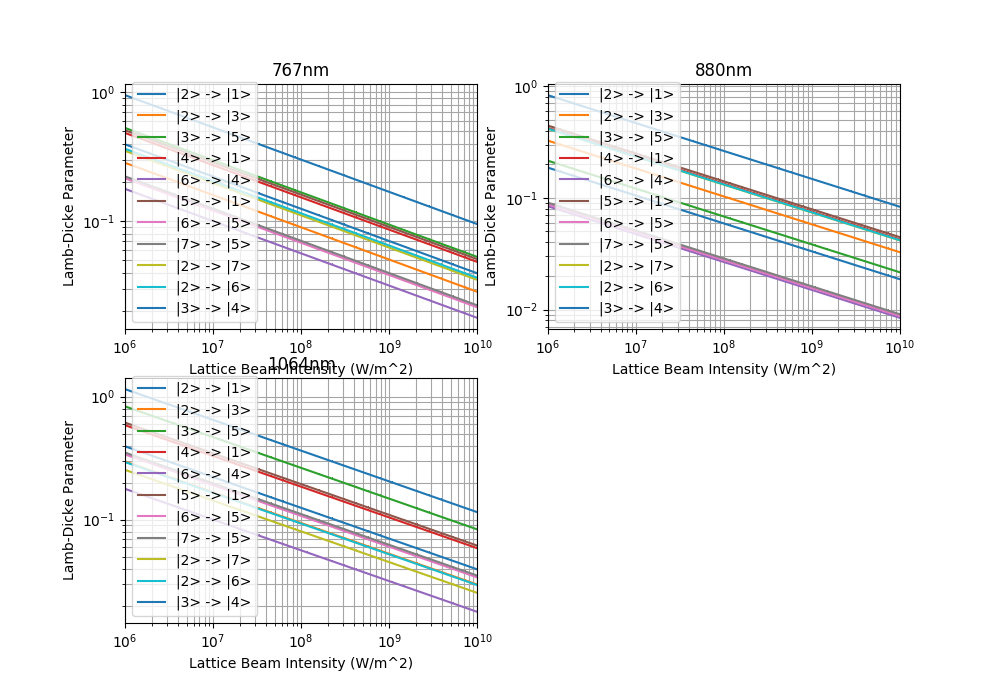 767nm
Lamb-Dicke Parameter
10^0
10^-1
|2> -> |1>
|2> -> |3>
|3> -> |5>
|4> -> |1>
|6> -> |4>
|5> -> |1>
|6> -> |5>
|7> -> |5>
|2> -> |7>
|2> -> |6>
|3> -> |4>
10^6 10^7 10^8 10^9 10^10
Lattice Beam Intensity (W/m^2)
880nm
Lamb-Dicke Parameter
10^0
10^-1
10^-2
|2> -> |1>
|2> -> |3>
|3> -> |5>
|4> -> |1>
|6> -> |4>
|5> -> |1>
|6> -> |5>
|7> -> |5>
|2> -> |7>
|2> -> |6>
|3> -> |4>
10^6 10^7 10^8 10^9 10^10
Lattice Beam Intensity (W/m^2)
1064nm
Lamb-Dicke Parameter
10^0
10^-1
|2> -> |1>
|2> -> |3>
|3> -> |5>
|4> -> |1>
|6> -> |4>
|5> -> |1>
|6> -> |5>
|7> -> |5>
|2> -> |7>
|2> -> |6>
|3> -> |4>
10^6 10^7 10^8 10^9 10^10
Lattice Beam Intensity (W/m^2)